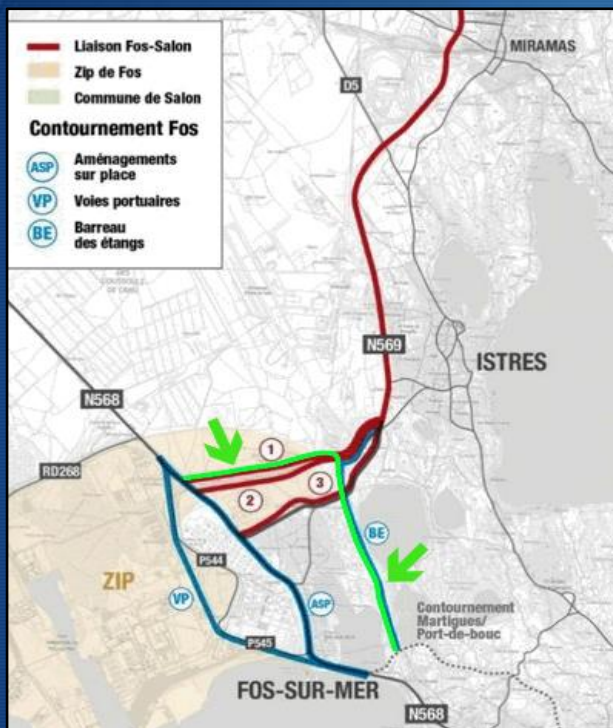 Liaison Fos-Salon
Zip de Fos
Commune de Salon
Contournement Fos
ASP Aménagements
sur place
VP Voies portuaires
BE Barreau
des étangs
MIRAMAS
D5
N569
ISTRES
N568
RD268
1
2
3
BE
P544
ZIP
VP
ASP
Contournement
Martigues/
Port-de-bouc
P545
FOS-SUR-MER
N568